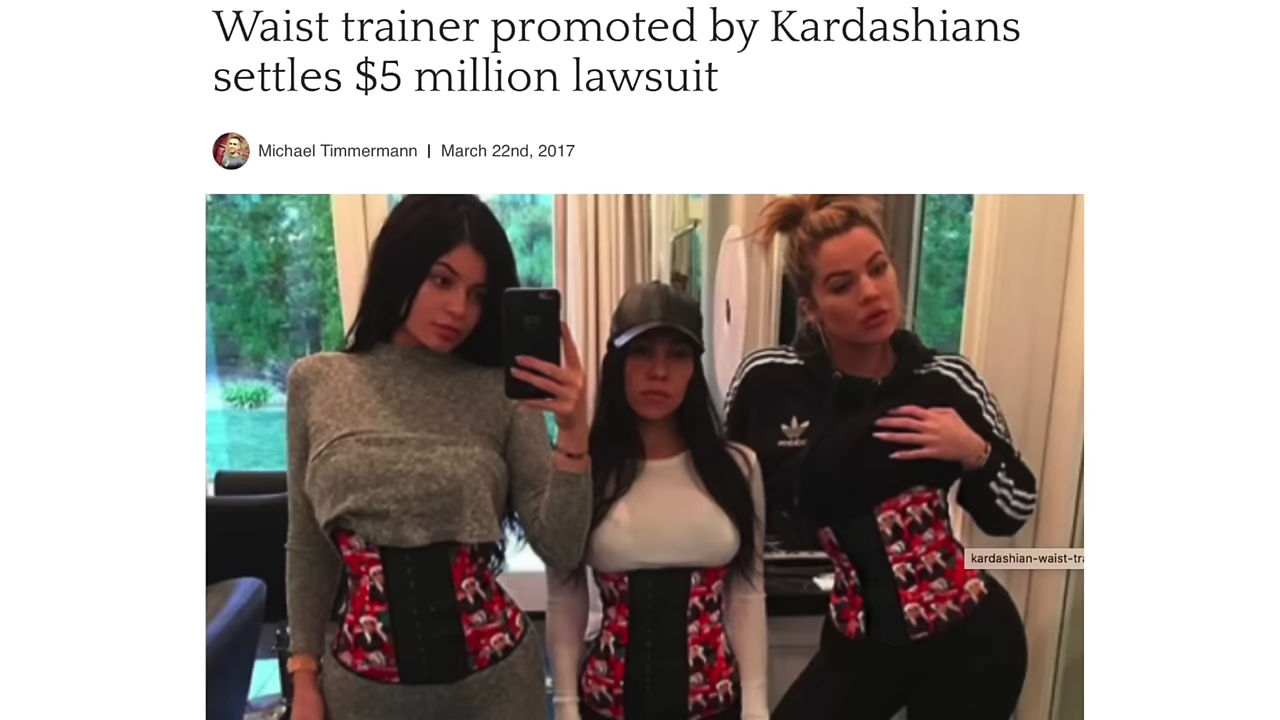 Waist trainer promoted by Kardashians
settles $5 million lawsuit
Michael Timmermann | March 22nd, 2017
kardashian-waist-tra